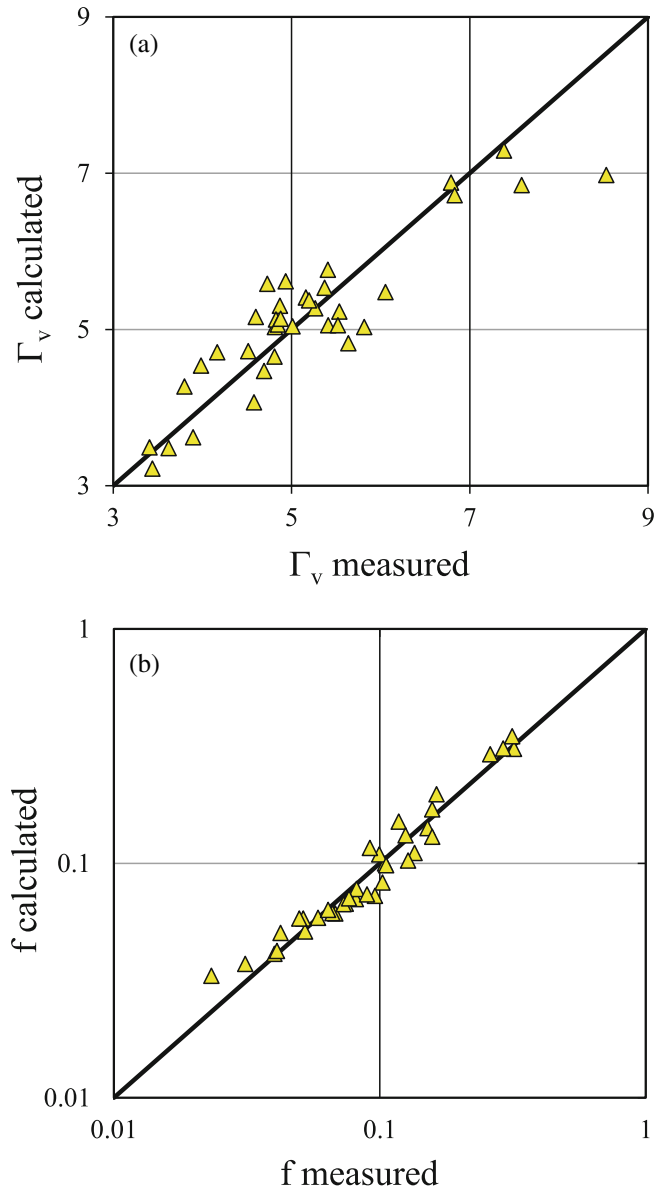 9
(a)
7
Γv calculated
5
3
3 5 7 9
Γv measured
1
(b)
f calculated
0.1
0.01
0.01 0.1 1
f measured